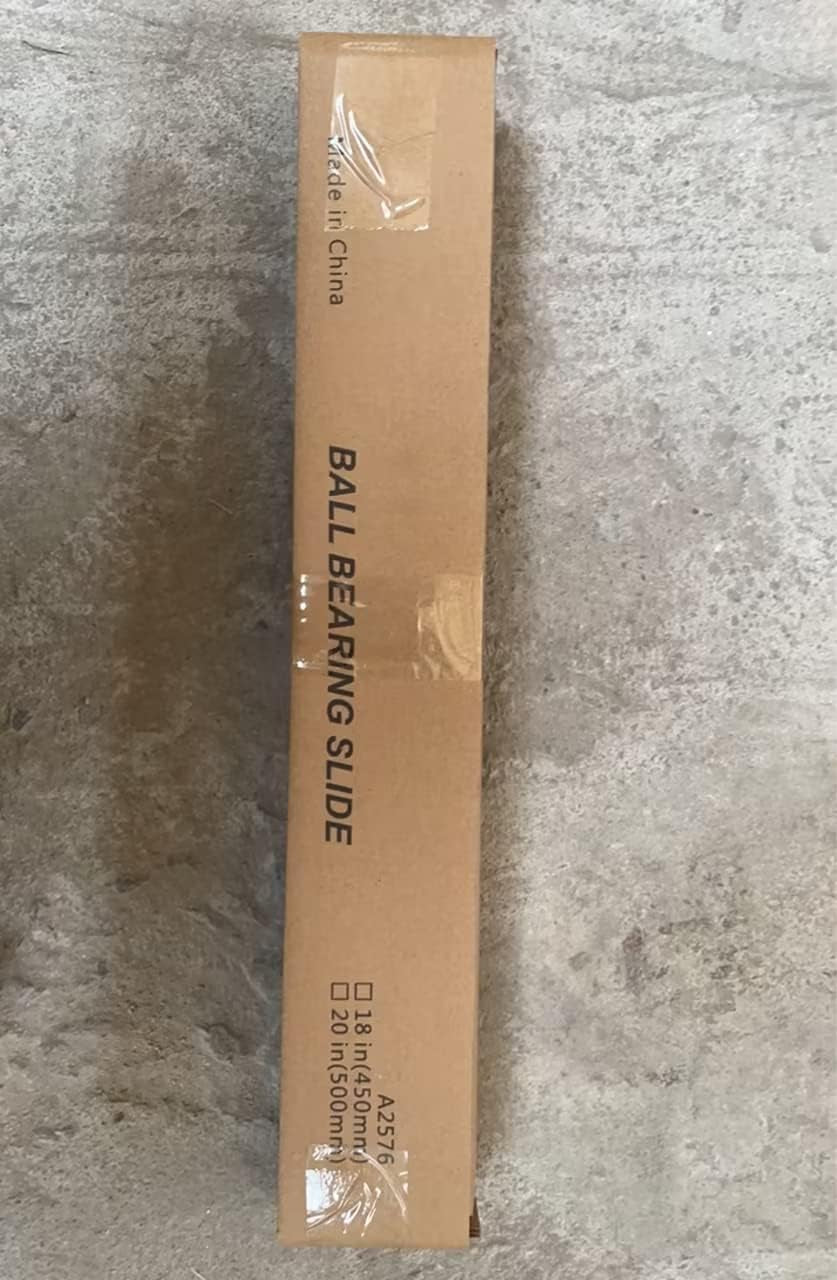 Made in China
BALL BEARING SLIDE
A2576
☐ 18 in(450mm)
☐ 20 in(500mm)